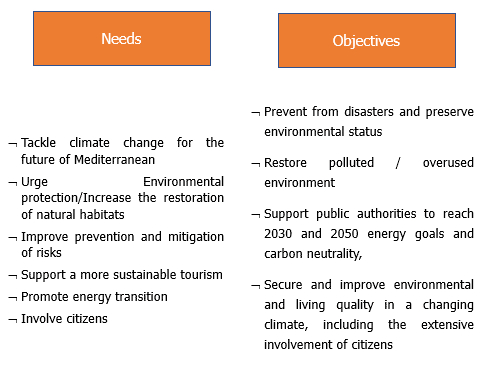 Needs
¬ Tackle climate change for the
future of Mediterranean
¬ Urge Environmental
protection/Increase the restoration
of natural habitats
¬ Improve prevention and mitigation
of risks
¬ Support a more sustainable tourism
¬ Promote energy transition
¬ Involve citizens
Objectives
¬ Prevent from disasters and preserve
environmental status
¬ Restore polluted / overused
environment
¬ Support public authorities to reach
2030 and 2050 energy goals and
carbon neutrality,
¬ Secure and improve environmental
and living quality in a changing
climate, including the extensive
involvement of citizens